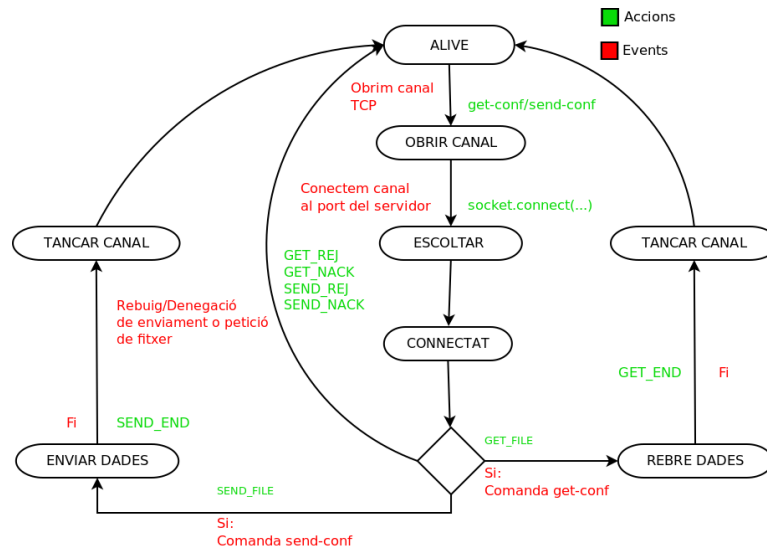 Accions
ALIVE
Events
Obrim canal
TCP
get-conf/send-conf
OBRIR CANAL
Conectem canal
al port del servidor
socket.connect(...)
TANCAR CANAL
ESCOLTAR
TANCAR CANAL
GET_REJ
GET_NACK
SEND_REJ
SEND_NACK
Rebuig/Denegació
de enviament o petició
de fitxer
CONNECTAT
GET_END
Fi
Fi
SEND_END
GET_FILE
ENVIAR DADES
REBRE DADES
Si:
Comanda get-conf
SEND_FILE
Si:
Comanda send-conf